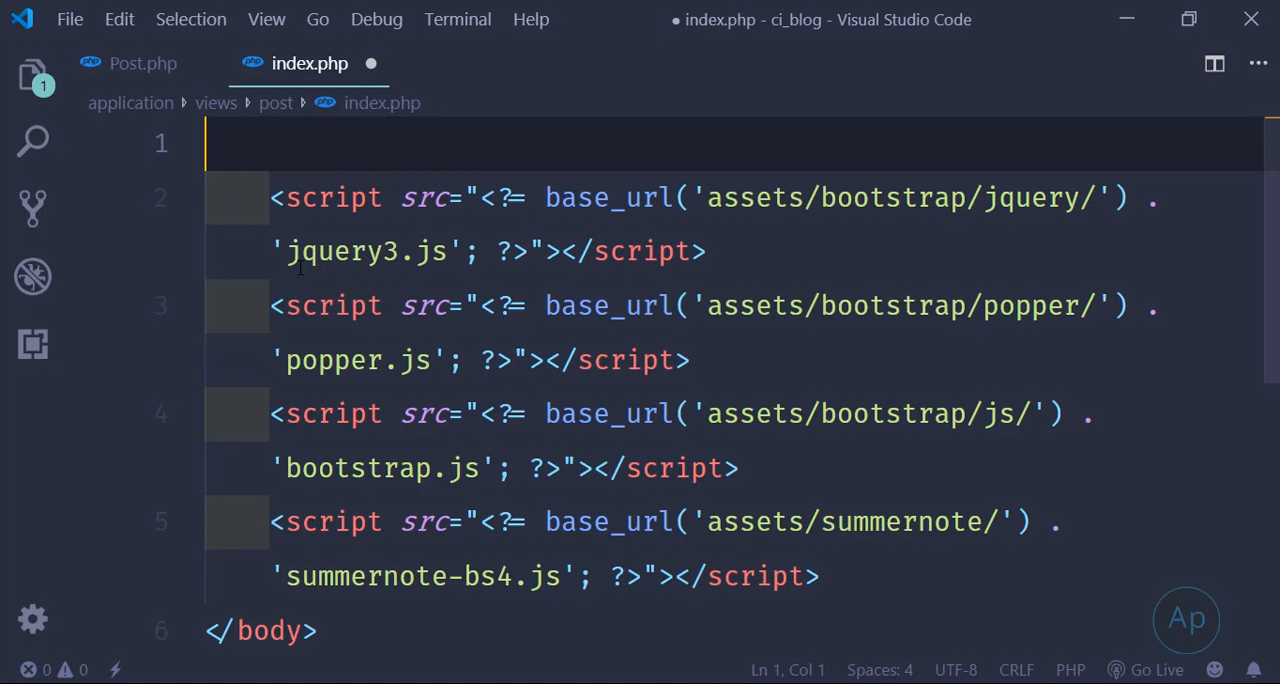 File Edit Selection View Go Debug Terminal Help ● index.php - ci_blog - Visual Studio Code
php Post.php php index.php ●
1
application views post php index.php
1
2 <script src="<?= base_url('assets/bootstrap/jquery/') .
'jquery3.js'; ?>"></script>
3 <script src="<?= base_url('assets/bootstrap/popper/') .
'popper.js'; ?>"></script>
4 <script src="<?= base_url('assets/bootstrap/js/') .
'bootstrap.js'; ?>"></script>
5 <script src="<?= base_url('assets/summernote/') .
'summernote-bs4.js'; ?>"></script>
6 </body>
Ap
0 0 Ln 1, Col 1 Spaces: 4 UTF-8 CRLF PHP Go Live